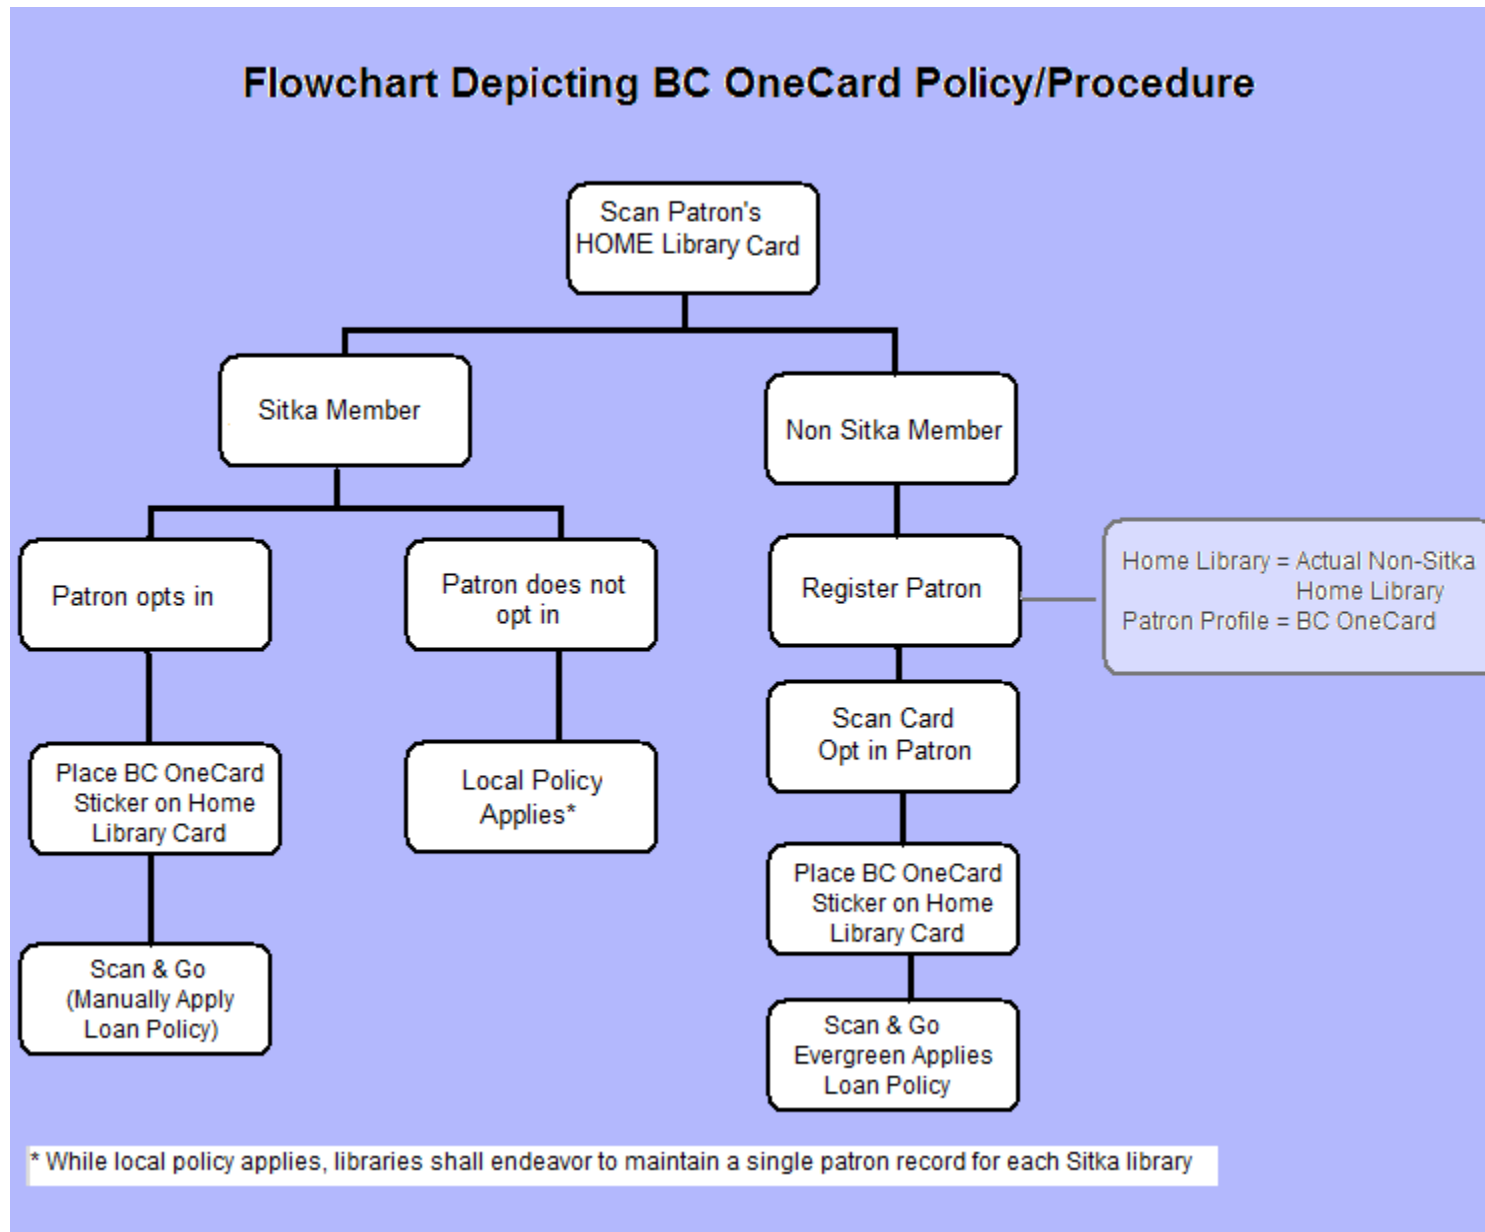 Flowchart Depicting BC OneCard Policy/Procedure
Scan Patron's
HOME Library Card
Sitka Member
Non Sitka Member
Patron opts in
Patron does not
opt in
Register Patron
Home Library = Actual Non-Sitka
Home Library
Patron Profile = BC OneCard
Place BC OneCard
Sticker on Home
Library Card
Local Policy
Applies*
Scan Card
Opt in Patron
Scan & Go
(Manually Apply
Loan Policy)
Place BC OneCard
Sticker on Home
Library Card
Scan & Go
Evergreen Applies
Loan Policy
* While local policy applies, libraries shall endeavor to maintain a single patron record for each Sitka library